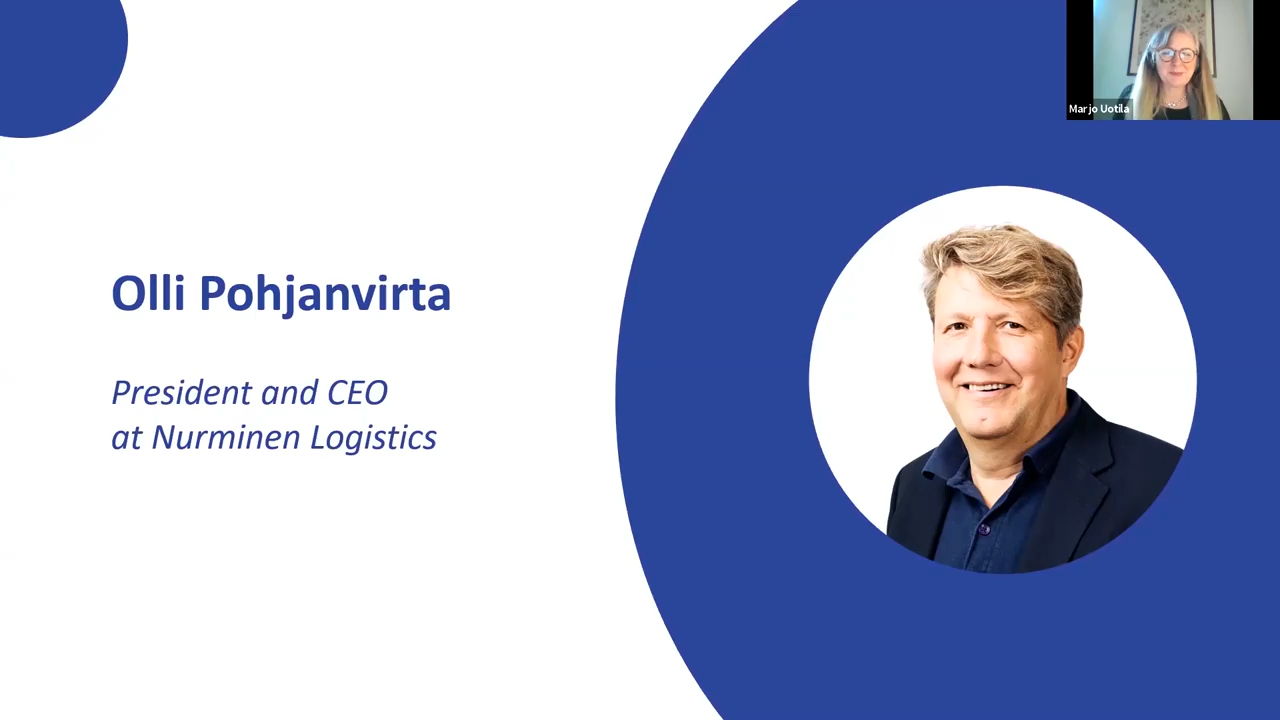 Olli Pohjanvirta
President and CEO
at Nurminen Logistics
Marjo Uotila